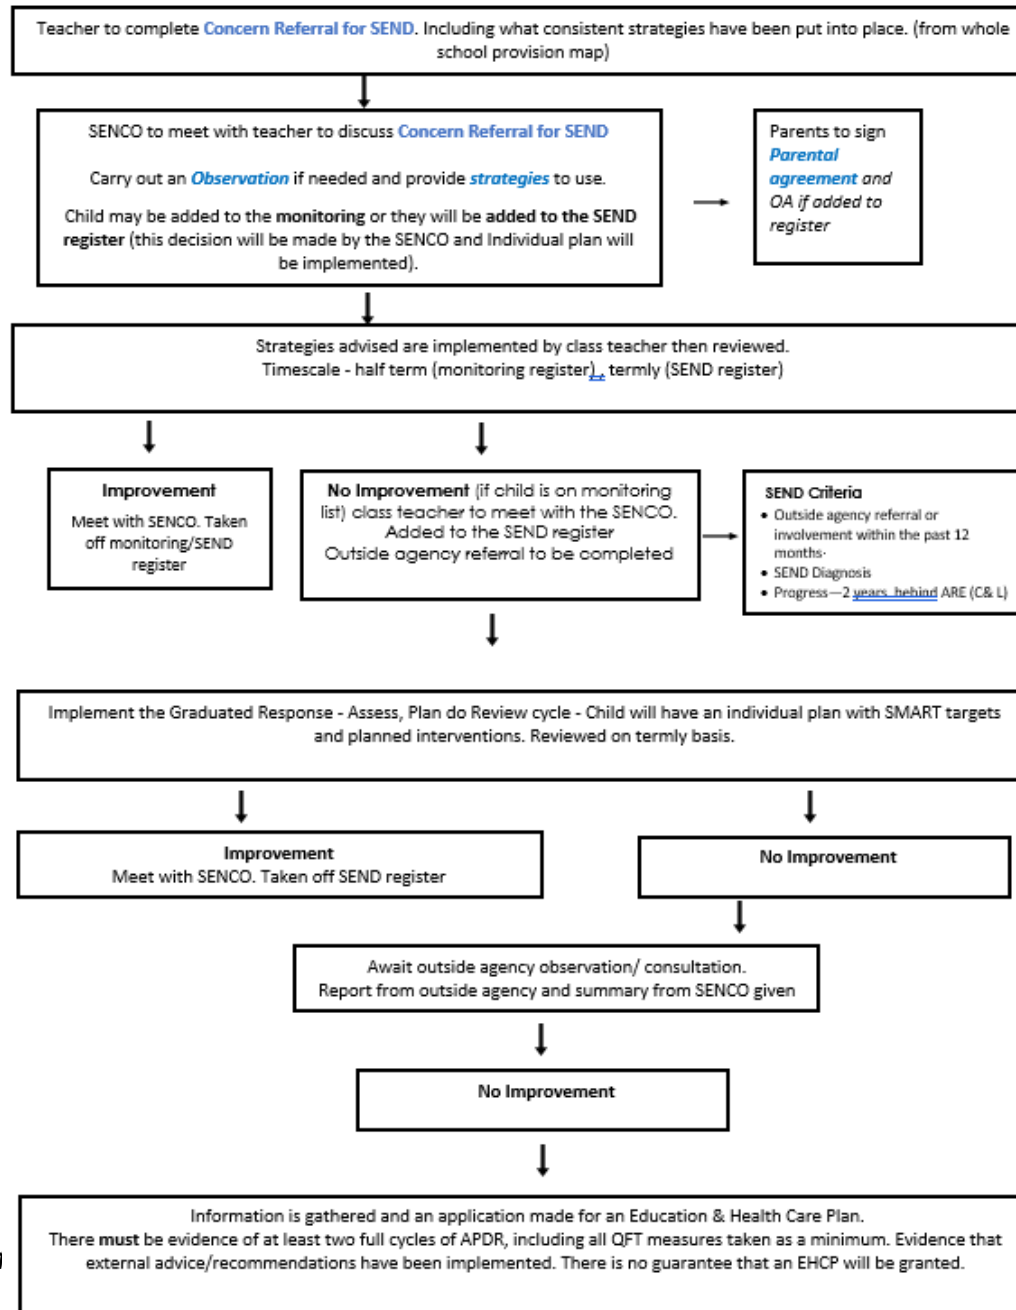 Teacher to complete Concern Referral for SEND. Including what consistent strategies have been put into place. (from whole
school provision map)
SENCO to meet with teacher to discuss Concern Referral for SEND
Carry out an Observation if needed and provide strategies to use.
Child may be added to the monitoring or they will be added to the SEND
register (this decision will be made by the SENCO and Individual plan will
be implemented).
Parents to sign
Parental
agreement and
OA if added to
register
Strategies advised are implemented by class teacher then reviewed.
Timescale - half term (monitoring register) , termly (SEND register)
Improvement
Meet with SENCO. Taken
off monitoring/SEND
register
No Improvement (if child is on monitoring
list) class teacher to meet with the SENCO.
Added to the SEND register
Outside agency referral to be completed
SEND Criteria
• Outside agency referral or
involvement within the past 12
months·
• SEND Diagnosis
• Progress—2 years behind ARE (C& L)
Implement the Graduated Response - Assess, Plan do Review cycle - Child will have an individual plan with SMART targets
and planned interventions. Reviewed on termly basis.
Improvement
Meet with SENCO. Taken off SEND register
No Improvement
Await outside agency observation/ consultation.
Report from outside agency and summary from SENCO given
No Improvement
Information is gathered and an application made for an Education & Health Care Plan.
There must be evidence of at least two full cycles of APDR, including all QFT measures taken as a minimum. Evidence that
external advice/recommendations have been implemented. There is no guarantee that an EHCP will be granted.